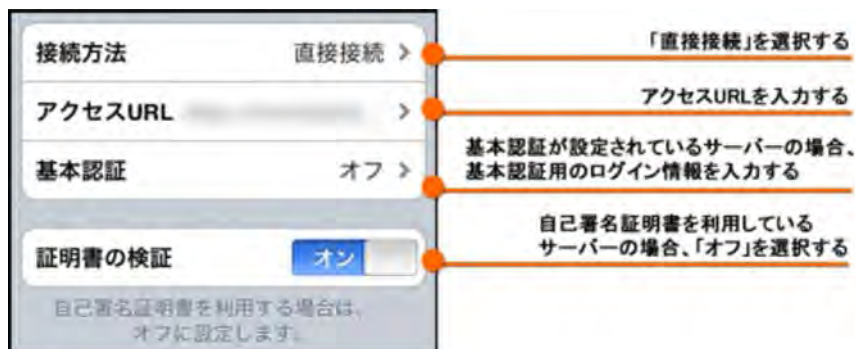 接続方法 直接接続 >
「直接接続」を選択する
アクセスURL >
アクセスURLを入力する
基本認証 オフ >
基本認証が設定されているサーバーの場合、
基本認証用のログイン情報を入力する
証明書の検証 オン
自己署名証明書を利用している
サーバーの場合、「オフ」を選択する
自己署名証明書を利用する場合は、
オフに設定します。